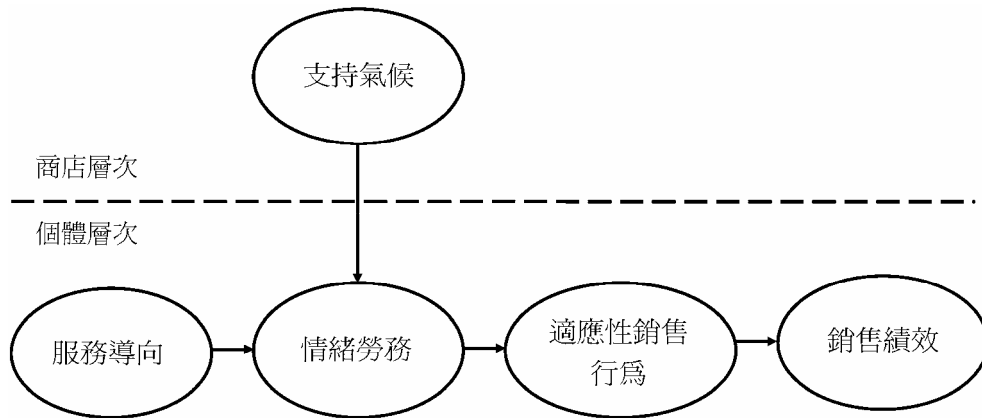 支持氣候
商店層次
個體層次
服務導向
情緒勞務
適應性銷售
行為
銷售績效